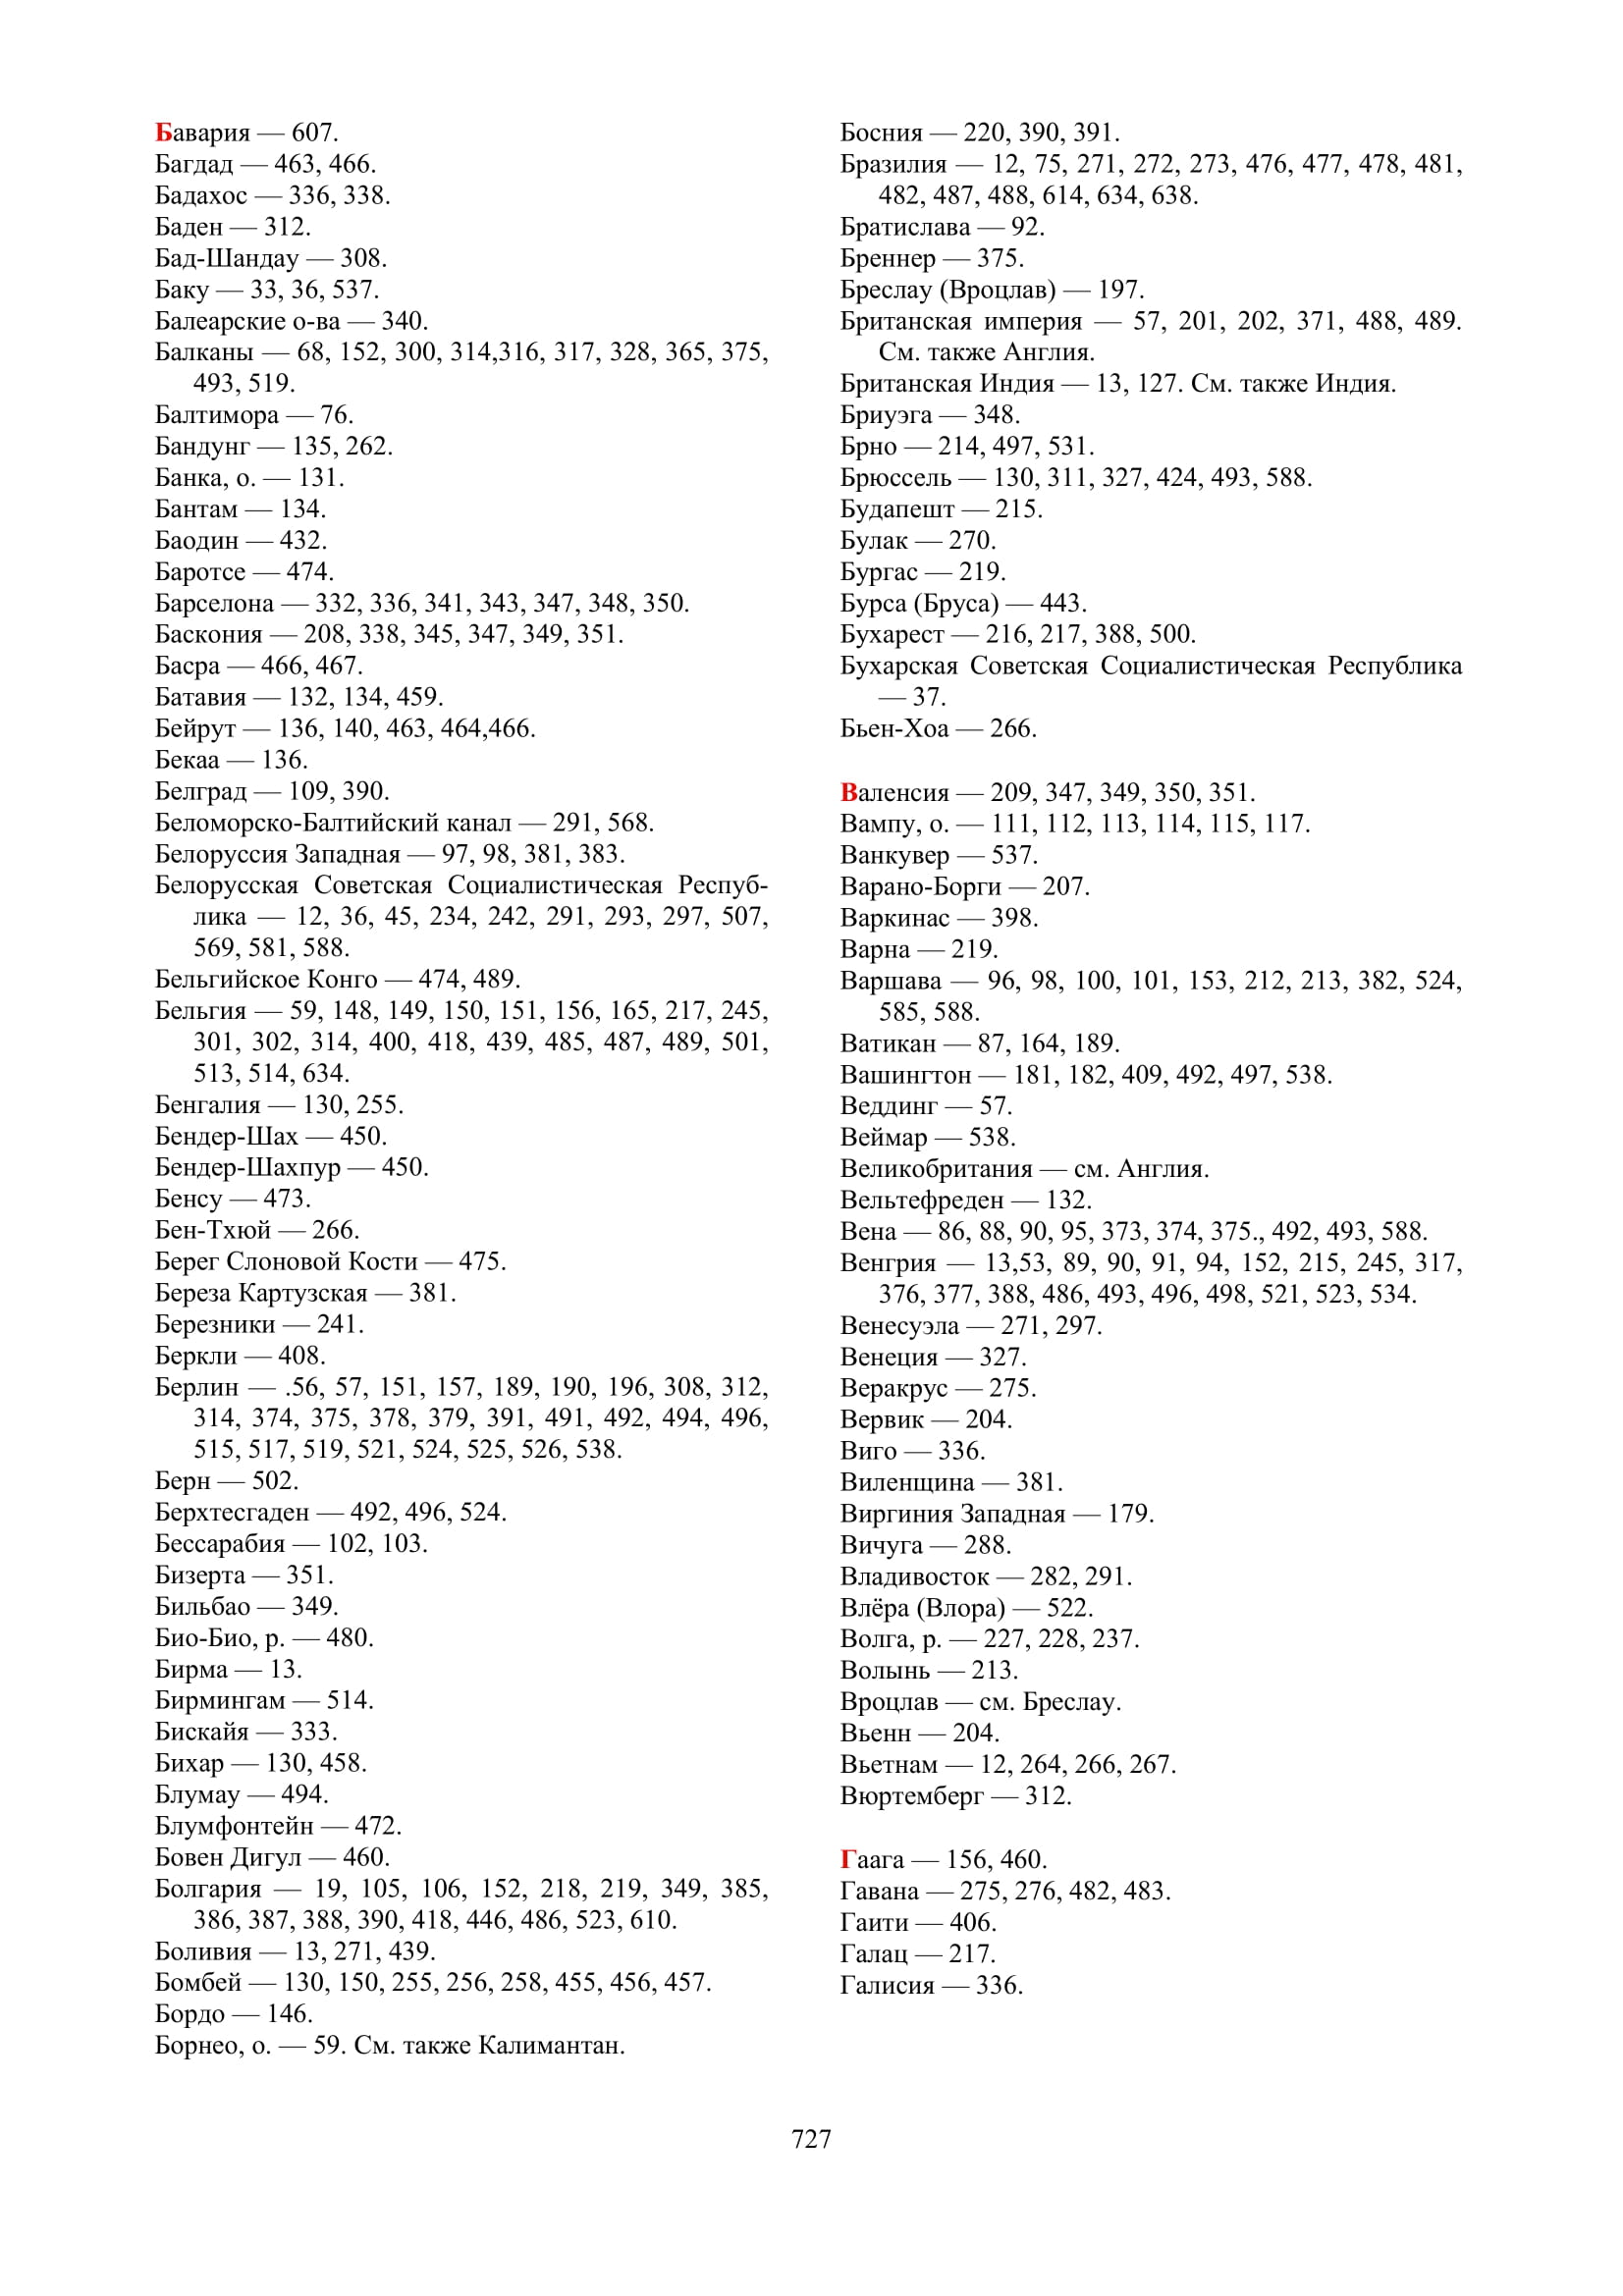 Бавария — 607.
Багдад — 463, 466.
Бадахос — 336, 338.
Баден — 312.
Бад-Шандау — 308.
Баку — 33, 36, 537.
Балеарские о-ва — 340.
Балканы — 68, 152, 300, 314,316, 317, 328, 365, 375,
493, 519.
Балтимора — 76.
Бандунг — 135, 262.
Банка, о. — 131.
Бантам — 134.
Баодин — 432.
Баротсе — 474.
Барселона — 332, 336, 341, 343, 347, 348, 350.
Баскония — 208, 338, 345, 347, 349, 351.
Басра — 466, 467.
Батавия — 132, 134, 459.
Бейрут — 136, 140, 463, 464,466.
Бекаа — 136.
Белград — 109, 390.
Беломорско-Балтийский канал — 291, 568.
Белоруссия Западная — 97, 98, 381, 383.
Белорусская Советская Социалистическая Респуб-
лика — 12, 36, 45, 234, 242, 291, 293, 297, 507,
569, 581, 588.
Бельгийское Конго — 474, 489.
Бельгия — 59, 148, 149, 150, 151, 156, 165, 217, 245,
301, 302, 314, 400, 418, 439, 485, 487, 489, 501,
513, 514, 634.
Бенгалия — 130, 255.
Бендер-Шах — 450.
Бендер-Шахпур — 450.
Бенсу — 473.
Бен-Тхюй — 266.
Берег Слоновой Кости — 475.
Береза Картузская — 381.
Березники — 241.
Беркли — 408.
Берлин — .56, 57, 151, 157, 189, 190, 196, 308, 312,
314, 374, 375, 378, 379, 391, 491, 492, 494, 496,
515, 517, 519, 521, 524, 525, 526, 538.
Берн — 502.
Берхтесгаден — 492, 496, 524.
Бессарабия — 102, 103.
Бизерта — 351.
Бильбао — 349.
Био-Био, р. — 480.
Бирма — 13.
Бирмингам — 514.
Бискайя — 333.
Бихар — 130, 458.
Блумау — 494.
Блумфонтейн — 472.
Бовен Дигул — 460.
Болгария — 19, 105, 106, 152, 218, 219, 349, 385,
386, 387, 388, 390, 418, 446, 486, 523, 610.
Боливия — 13, 271, 439.
Бомбей — 130, 150, 255, 256, 258, 455, 456, 457.
Бордо — 146.
Борнео, о. — 59. См. также Калимантан.
Босния — 220, 390, 391.
Бразилия — 12, 75, 271, 272, 273, 476, 477, 478, 481,
482, 487, 488, 614, 634, 638.
Братислава — 92.
Бреннер — 375.
Бреслау (Вроцлав) — 197.
Британская империя — 57, 201, 202, 371, 488, 489.
См. также Англия.
Британская Индия — 13, 127. См. также Индия.
Бриуэга — 348.
Брно — 214, 497, 531.
Брюссель — 130, 311, 327, 424, 493, 588.
Будапешт — 215.
Булак — 270.
Бургас — 219.
Бурса (Бруса) — 443.
Бухарест — 216, 217, 388, 500.
Бухарская Советская Социалистическая Республика
— 37.
Бьен-Хоа — 266.
Валенсия — 209, 347, 349, 350, 351.
Вампу, о. — 111, 112, 113, 114, 115, 117.
Ванкувер — 537.
Варано-Борги — 207.
Варкинас — 398.
Варна — 219.
Варшава — 96, 98, 100, 101, 153, 212, 213, 382, 524,
585, 588.
Ватикан — 87, 164, 189.
Вашингтон — 181, 182, 409, 492, 497, 538.
Веддинг — 57.
Веймар — 538.
Великобритания — см. Англия.
Вельтефреден — 132.
Вена — 86, 88, 90, 95, 373, 374, 375., 492, 493, 588.
Венгрия — 13,53, 89, 90, 91, 94, 152, 215, 245, 317,
376, 377, 388, 486, 493, 496, 498, 521, 523, 534.
Венесуэла — 271, 297.
Венеция — 327.
Веракрус — 275.
Вервик — 204.
Виго — 336.
Виленщина — 381.
Виргиния Западная — 179.
Вичуга — 288.
Владивосток — 282, 291.
Влёра (Влора) — 522.
Волга, р. — 227, 228, 237.
Волынь — 213.
Вроцлав — см. Бреслау.
Вьенн — 204.
Вьетнам — 12, 264, 266, 267.
Вюртемберг — 312.
Гаага — 156, 460.
Гавана — 275, 276, 482, 483.
Гаити — 406.
Галац — 217.
Галисия — 336.
727